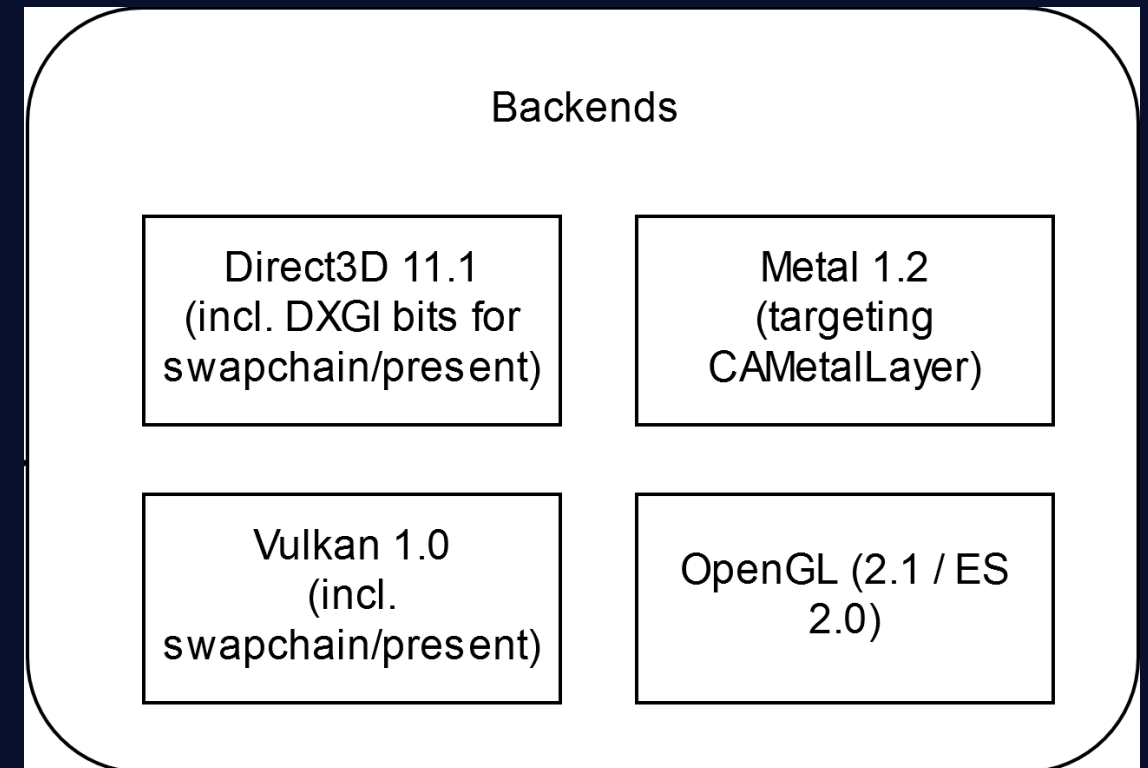 Backends
Direct3D 11.1
(incl. DXGI bits for
swapchain/present)
Metal 1.2
(targeting
CAMetalLayer)
Vulkan 1.0
(incl.
swapchain/present)
OpenGL (2.1 / ES
2.0)